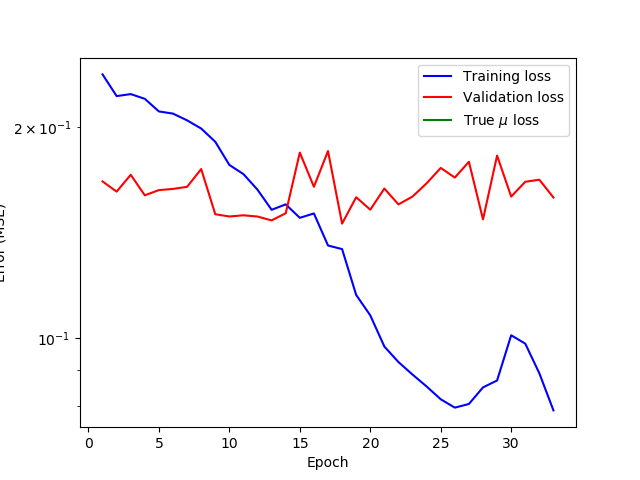 Training loss
Validation loss
True μ loss
2 × 10⁻¹
10⁻¹
Error (MSE)
0 5 10 15 20 25 30
Epoch